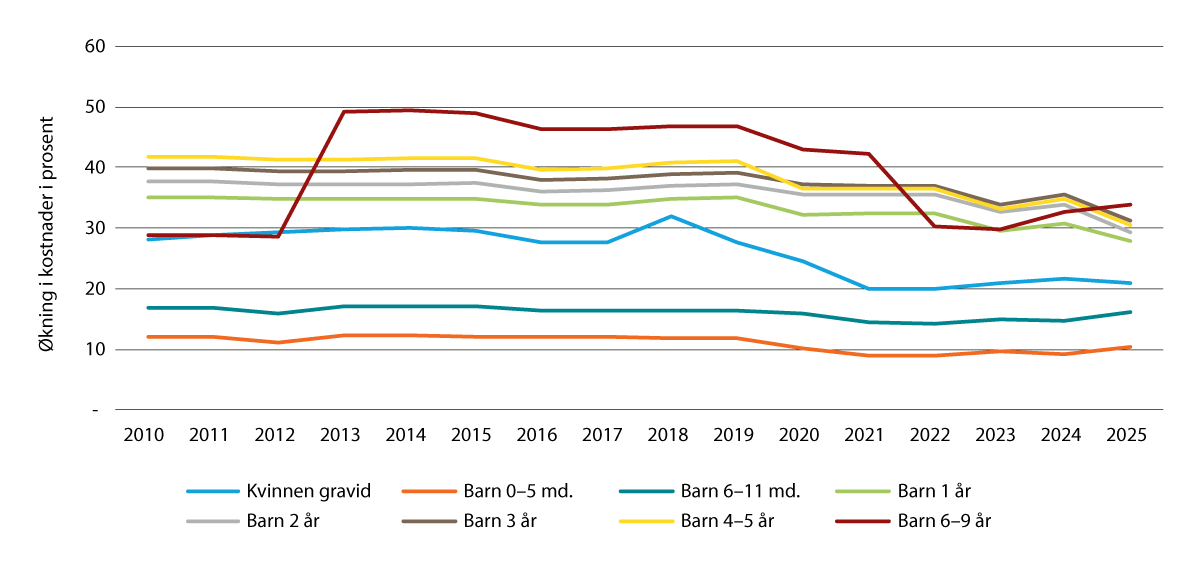 Økning i kostnader i prosent
60
50
40
30
20
10
-
2010 2011 2012 2013 2014 2015 2016 2017 2018 2019 2020 2021 2022 2023 2024 2025
Kvinnen gravid Barn 0–5 md. Barn 6–11 md. Barn 1 år
Barn 2 år Barn 3 år Barn 4–5 år Barn 6–9 år